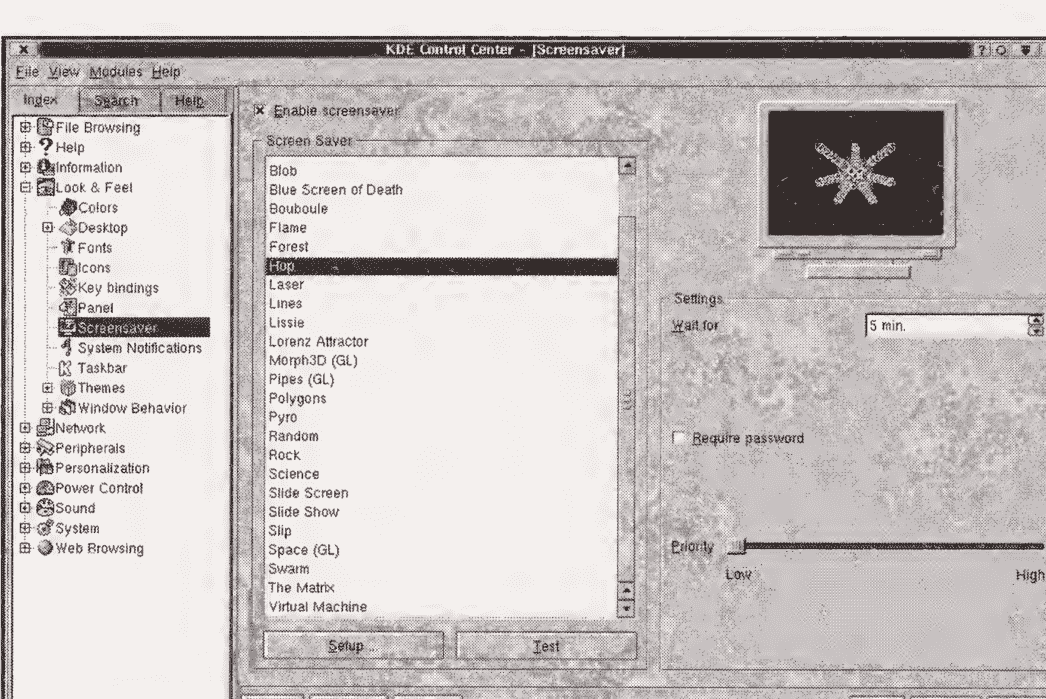 KDE Control Center - [Screensaver]
File View Modules Help
Index Search Help
File Browsing
Help
Information
Look & Feel
Colors
Desktop
Fonts
Icons
Key bindings
Panel
Screensaver
System Notifications
Taskbar
Themes
Window Behavior
Network
Peripherals
Personalization
Power Control
Sound
System
Web Browsing
Enable screensaver
Screen Saver
Blob
Blue Screen of Death
Bouboule
Flame
Forest
Hop
Laser
Lines
Lissie
Lorenz Attractor
Morph3D (GL)
Pipes (GL)
Polygons
Pyro
Random
Rock
Science
Slide Screen
Slide Show
Slip
Space (GL)
Swarm
The Matrix
Virtual Machine
Setup ...
Test
Settings
Wait for
5 min.
Require password
Priority
Low High